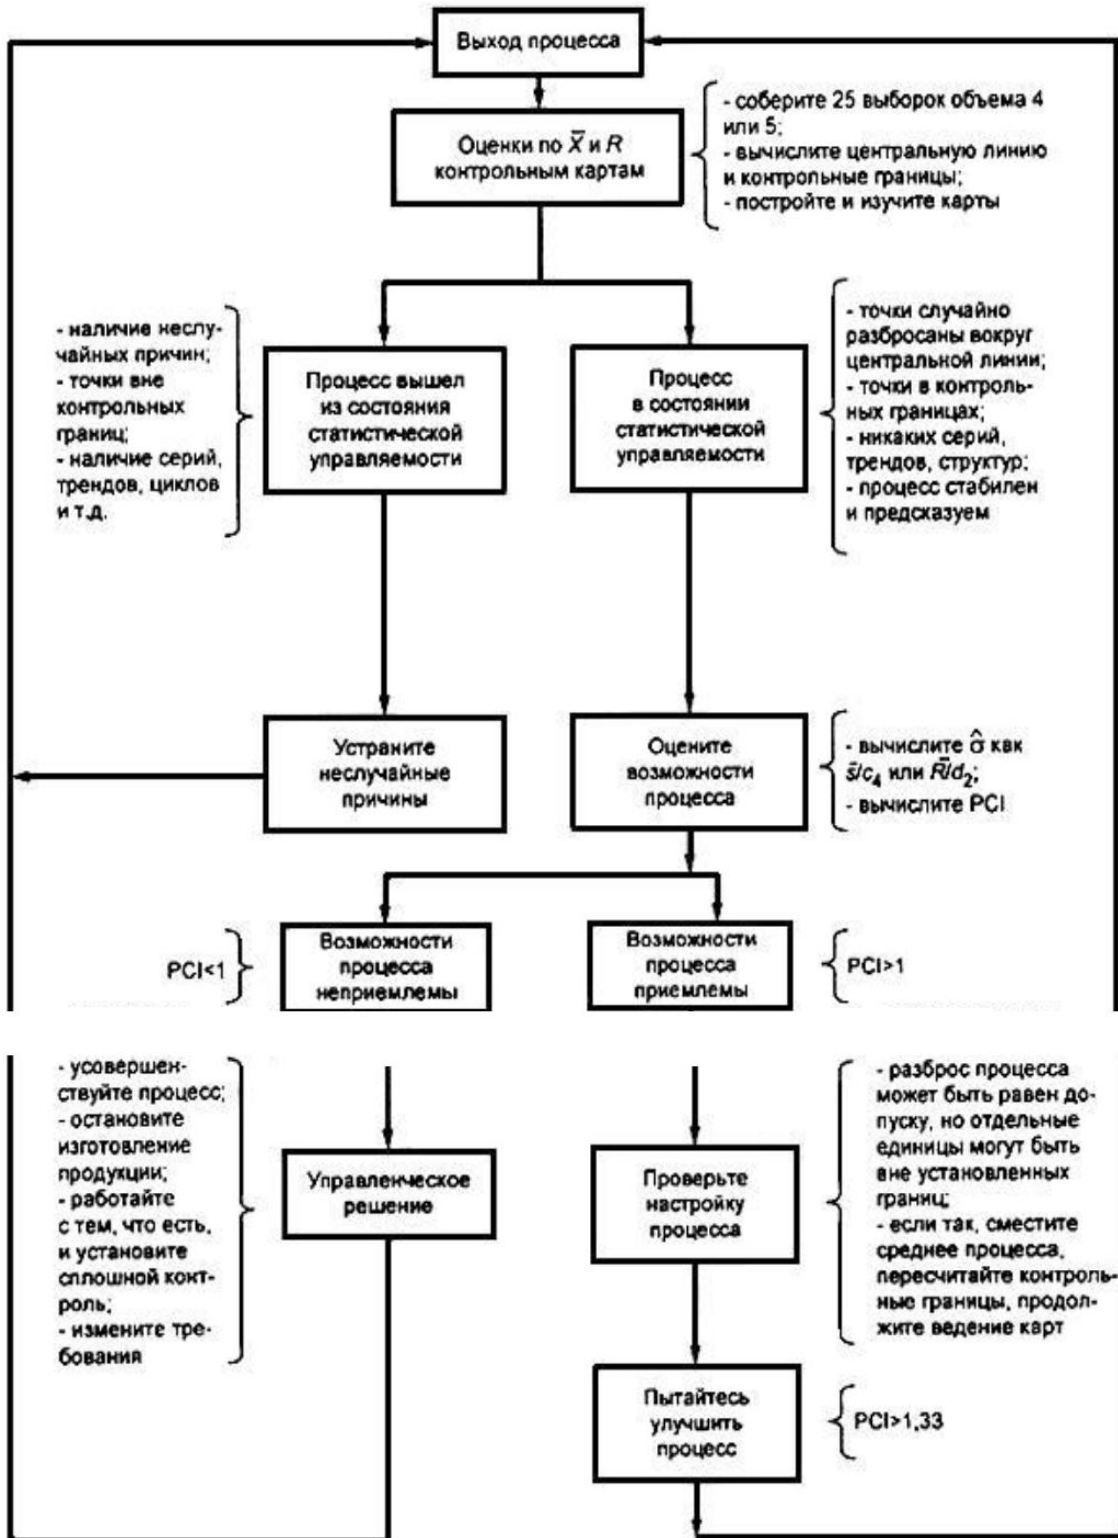 Выход процесса
Оценки по X̄ и R
контрольным картам
- соберите 25 выборок объема 4
или 5;
- вычислите центральную линию
и контрольные границы;
- постройте и изучите карты
- наличие неслу-
чайных причин;
- точки вне
контрольных
границ;
- наличие серий,
трендов, циклов
и т.д.
Процесс вышел
из состояния
статистической
управляемости
Процесс
в состоянии
статистической
управляемости
- точки случайно
разбросаны вокруг
центральной линии;
- точки в контроль-
ных границах;
- никаких серий,
трендов, структур;
- процесс стабилен
и предсказуем
Устраните
неслучайные
причины
Оцените
возможности
процесса
- вычислите σ̂ как
s̄/c₄ или R̄/d₂;
- вычислите PCI
PCI<1
Возможности
процесса
неприемлемы
Возможности
процесса
приемлемы
PCI>1
- усовершен-
ствуйте процесс;
- остановите
изготовление
продукции;
- работайте
с тем, что есть,
и установите
сплошной конт-
роль;
- измените тре-
бования
Управленческое
решение
Проверьте
настройку
процесса
- разброс процесса
может быть равен до-
пуску, но отдельные
единицы могут быть
вне установленных
границ;
- если так, сместите
среднее процесса,
пересчитайте контроль-
ные границы, продол-
жите ведение карт
Пытайтесь
улучшить
процесс
PCI>1,33